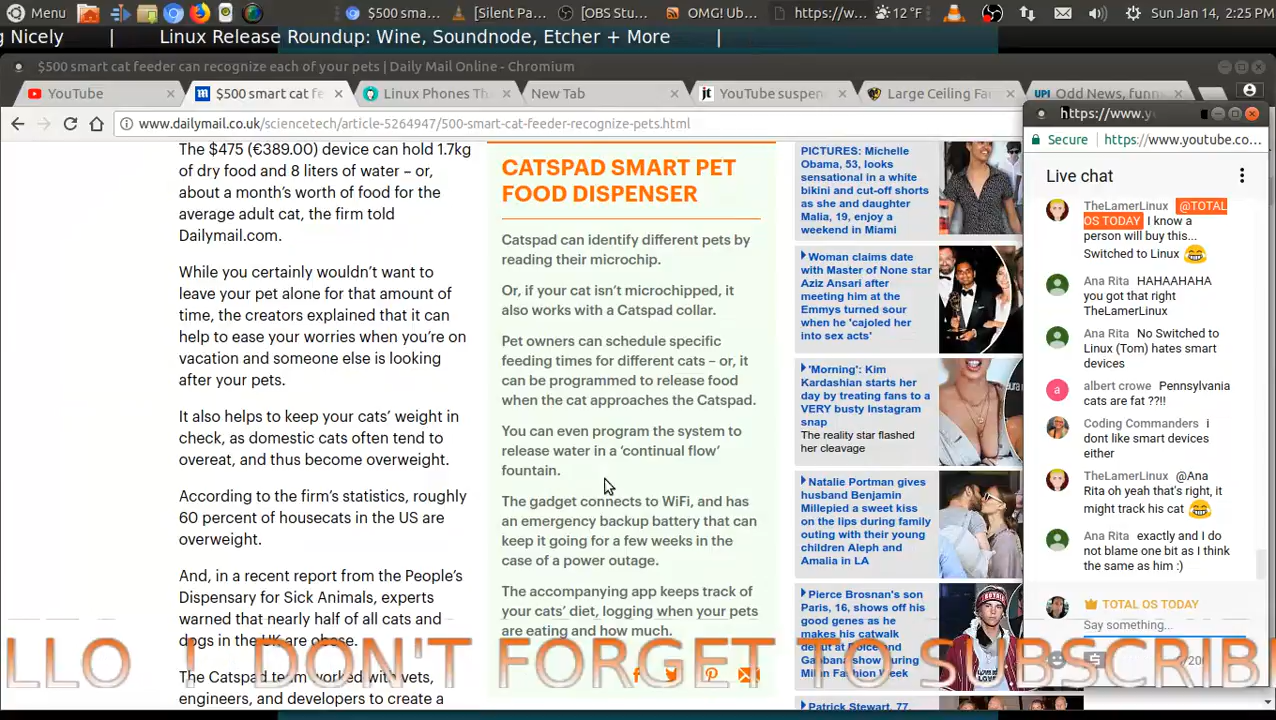 Menu
$500 sma...
[Silent Pa...
[OBS Stu...
OMG! Ub...
https://w...
12 °F
Sun Jan 14, 2:25 PM
g Nicely | Linux Release Roundup: Wine, Soundnode, Etcher + More |
$500 smart cat feeder can recognize each of your pets | Daily Mail Online - Chromium
YouTube
$500 smart cat fe
Linux Phones Th
New Tab
YouTube suspen
Large Ceiling Fa
Odd News, funn
www.dailymail.co.uk/sciencetech/article-5264947/500-smart-cat-feeder-recognize-pets.html
The $475 (€389.00) device can hold 1.7kg
of dry food and 8 liters of water – or,
about a month's worth of food for the
average adult cat, the firm told
Dailymail.com.
While you certainly wouldn't want to
leave your pet alone for that amount of
time, the creators explained that it can
help to ease your worries when you're on
vacation and someone else is looking
after your pets.
It also helps to keep your cats' weight in
check, as domestic cats often tend to
overeat, and thus become overweight.
According to the firm's statistics, roughly
60 percent of housecats in the US are
overweight.
And, in a recent report from the People's
Dispensary for Sick Animals, experts
warned that nearly half of all cats and
dogs in the UK are obese.
The Catspad team worked with vets,
engineers, and developers to create a
CATSPAD SMART PET
FOOD DISPENSER
Catspad can identify different pets by
reading their microchip.
Or, if your cat isn't microchipped, it
also works with a Catspad collar.
Pet owners can schedule specific
feeding times for different cats – or, it
can be programmed to release food
when the cat approaches the Catspad.
You can even program the system to
release water in a 'continual flow'
fountain.
The gadget connects to WiFi, and has
an emergency backup battery that can
keep it going for a few weeks in the
case of a power outage.
The accompanying app keeps track of
your cats' diet, logging when your pets
are eating and how much.
PICTURES: Michelle
Obama, 53, looks
sensational in a white
bikini and cut-off shorts
as she and daughter
Malia, 19, enjoy a
weekend in Miami
Woman claims date
with Master of None star
Aziz Ansari after
meeting him at the
Emmys turned sour
when he 'cajoled her
into sex acts'
'Morning': Kim
Kardashian starts her
day by treating fans to a
VERY busty Instagram
snap
The reality star flashed
her cleavage
Natalie Portman gives
husband Benjamin
Millepied a sweet kiss
on the lips during family
outing with their young
children Aleph and
Amalia in LA
Pierce Brosnan's son
Paris, 16, shows off his
good genes as he
makes his catwalk
debut at Dolce and
Gabbana show during
Milan Fashion Week
Patrick Stewart, 77
https://www.y
Secure https://www.youtube.co...
Live chat
TheLamerLinux @TOTAL
OS TODAY I know a
person will buy this...
Switched to Linux
Ana Rita HAHAAHAHA
you got that right
TheLamerLinux
Ana Rita No Switched to
Linux (Tom) hates smart
devices
albert crowe Pennsylvania
cats are fat ??!!
Coding Commanders i
dont like smart devices
either
TheLamerLinux @Ana
Rita oh yeah that's right, it
might track his cat
Ana Rita exactly and I do
not blame one bit as I think
the same as him :)
TOTAL OS TODAY
Say something...
LLO I DON'T FORGET TO SUBSCRIB